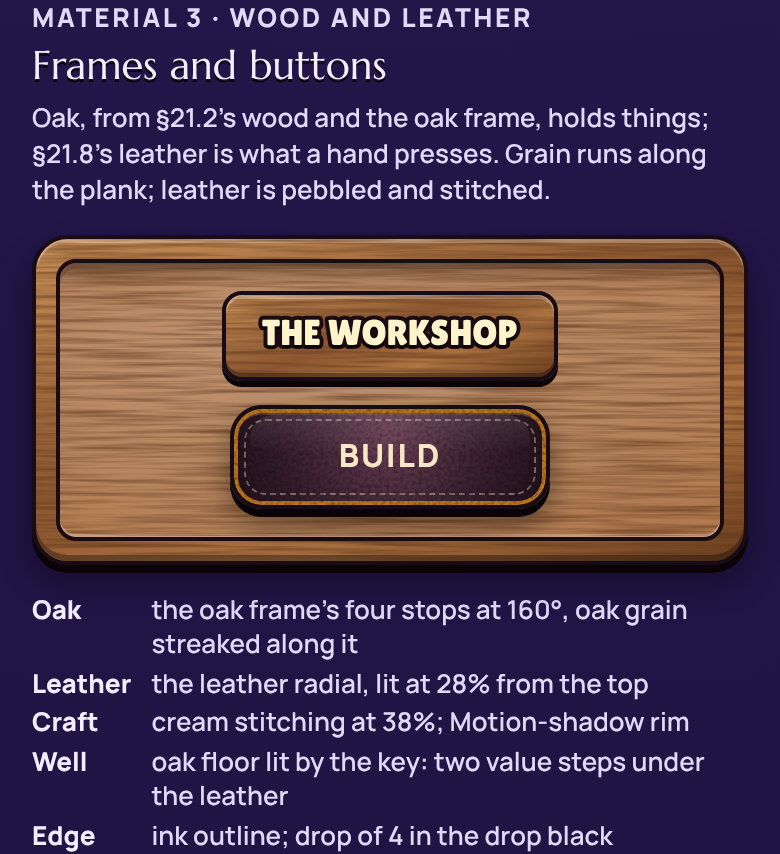 MATERIAL 3 · WOOD AND LEATHER
Frames and buttons
Oak, from §21.2’s wood and the oak frame, holds things;
§21.8’s leather is what a hand presses. Grain runs along
the plank; leather is pebbled and stitched.
THE WORKSHOP
BUILD
Oak the oak frame’s four stops at 160°, oak grain
streaked along it
Leather the leather radial, lit at 28% from the top
Craft cream stitching at 38%; Motion-shadow rim
Well oak floor lit by the key: two value steps under
the leather
Edge ink outline; drop of 4 in the drop black